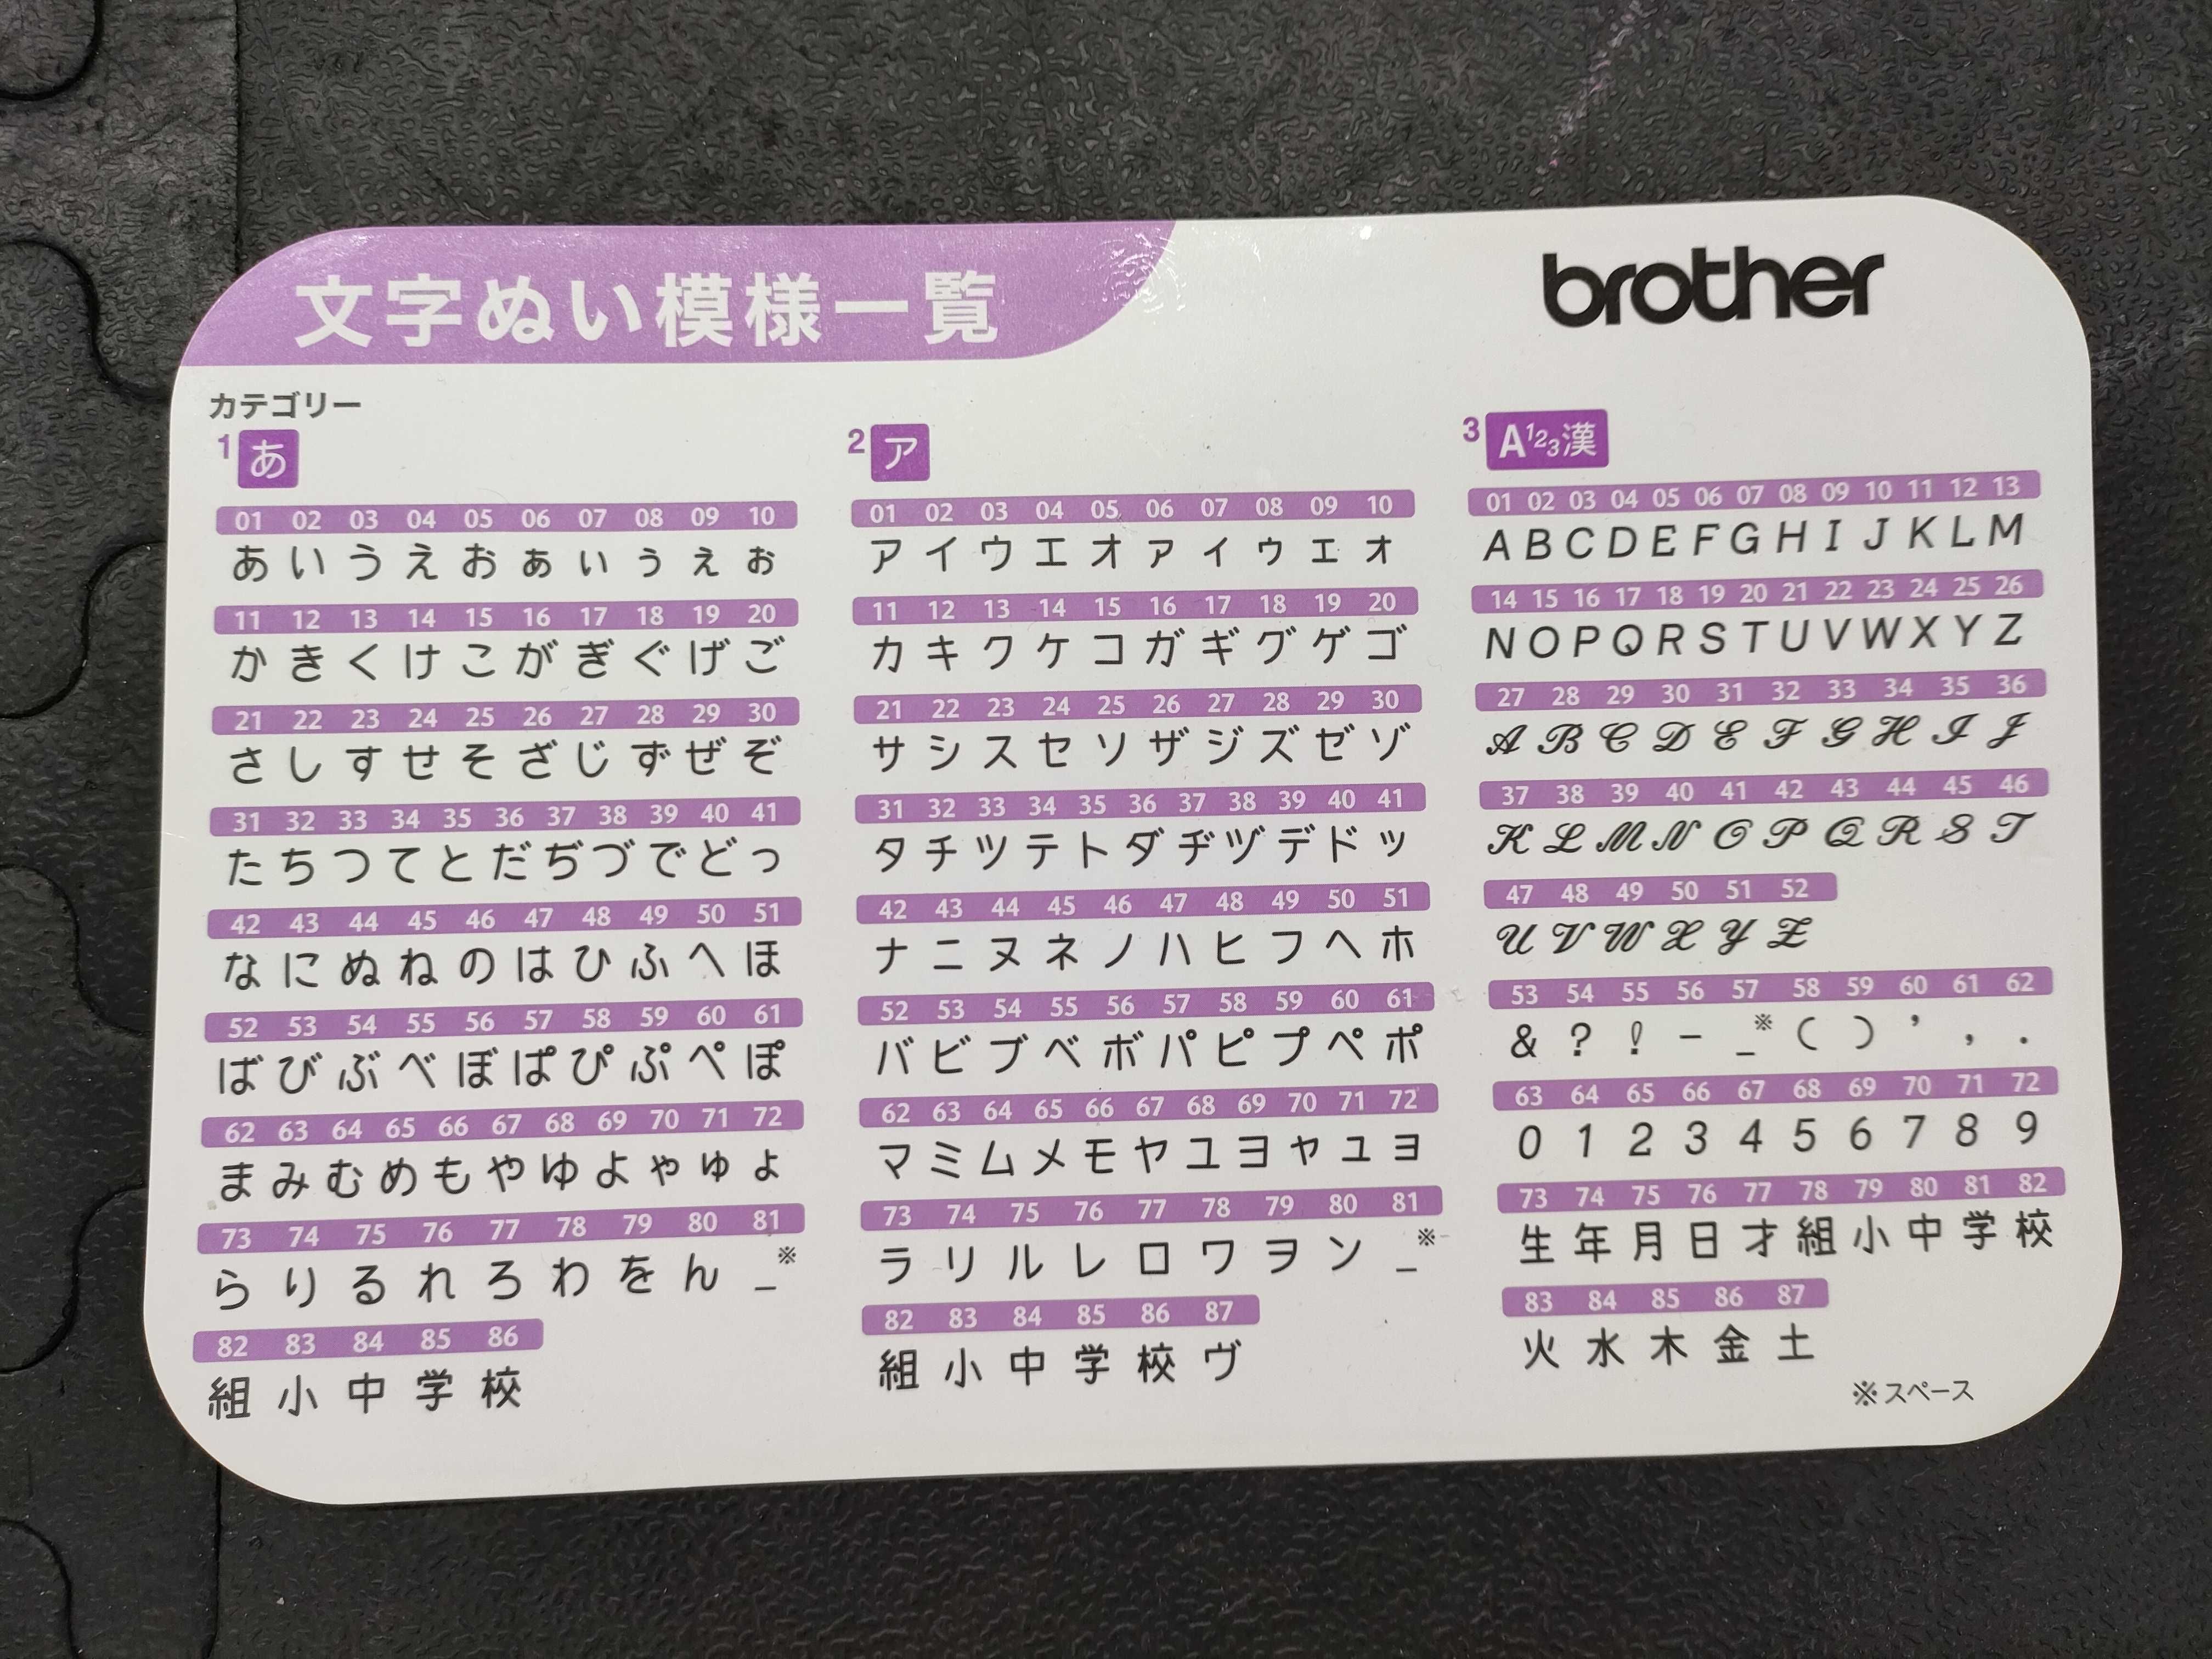 文字ぬい模様一覧
brother
カテゴリー
1 あ
01 02 03 04 05 06 07 08 09 10
あ い う え お ぁ ぃ ぅ ぇ ぉ
11 12 13 14 15 16 17 18 19 20
か き く け こ が ぎ ぐ げ ご
21 22 23 24 25 26 27 28 29 30
さ し す せ そ ざ じ ず ぜ ぞ
31 32 33 34 35 36 37 38 39 40 41
た ち つ て と だ ぢ づ で ど っ
42 43 44 45 46 47 48 49 50 51
な に ぬ ね の は ひ ふ へ ほ
52 53 54 55 56 57 58 59 60 61
ば び ぶ べ ぼ ぱ ぴ ぷ ぺ ぽ
62 63 64 65 66 67 68 69 70 71 72
ま み む め も や ゆ よ ゃ ゅ ょ
73 74 75 76 77 78 79 80 81
ら り る れ ろ わ を ん _※
82 83 84 85 86
組 小 中 学 校
2 ア
01 02 03 04 05 06 07 08 09 10
ア イ ウ エ オ ァ ィ ゥ ェ ォ
11 12 13 14 15 16 17 18 19 20
カ キ ク ケ コ ガ ギ グ ゲ ゴ
21 22 23 24 25 26 27 28 29 30
サ シ ス セ ソ ザ ジ ズ ゼ ゾ
31 32 33 34 35 36 37 38 39 40 41
タ チ ツ テ ト ダ ヂ ヅ デ ド ッ
42 43 44 45 46 47 48 49 50 51
ナ ニ ヌ ネ ノ ハ ヒ フ ヘ ホ
52 53 54 55 56 57 58 59 60 61
バ ビ ブ ベ ボ パ ピ プ ペ ポ
62 63 64 65 66 67 68 69 70 71 72
マ ミ ム メ モ ヤ ユ ヨ ャ ュ ョ
73 74 75 76 77 78 79 80 81
ラ リ ル レ ロ ワ ヲ ン _※
82 83 84 85 86 87
組 小 中 学 校 ヴ
3 A123漢
01 02 03 04 05 06 07 08 09 10 11 12 13
A B C D E F G H I J K L M
14 15 16 17 18 19 20 21 22 23 24 25 26
N O P Q R S T U V W X Y Z
27 28 29 30 31 32 33 34 35 36
A B C D E F G H I J
37 38 39 40 41 42 43 44 45 46
K L M N O P Q R S T
47 48 49 50 51 52
U V W X Y Z
53 54 55 56 57 58 59 60 61 62
& ? ! - _※ ( ) ’ , .
63 64 65 66 67 68 69 70 71 72
0 1 2 3 4 5 6 7 8 9
73 74 75 76 77 78 79 80 81 82
生 年 月 日 才 組 小 中 学 校
83 84 85 86 87
火 水 木 金 土
※スペース